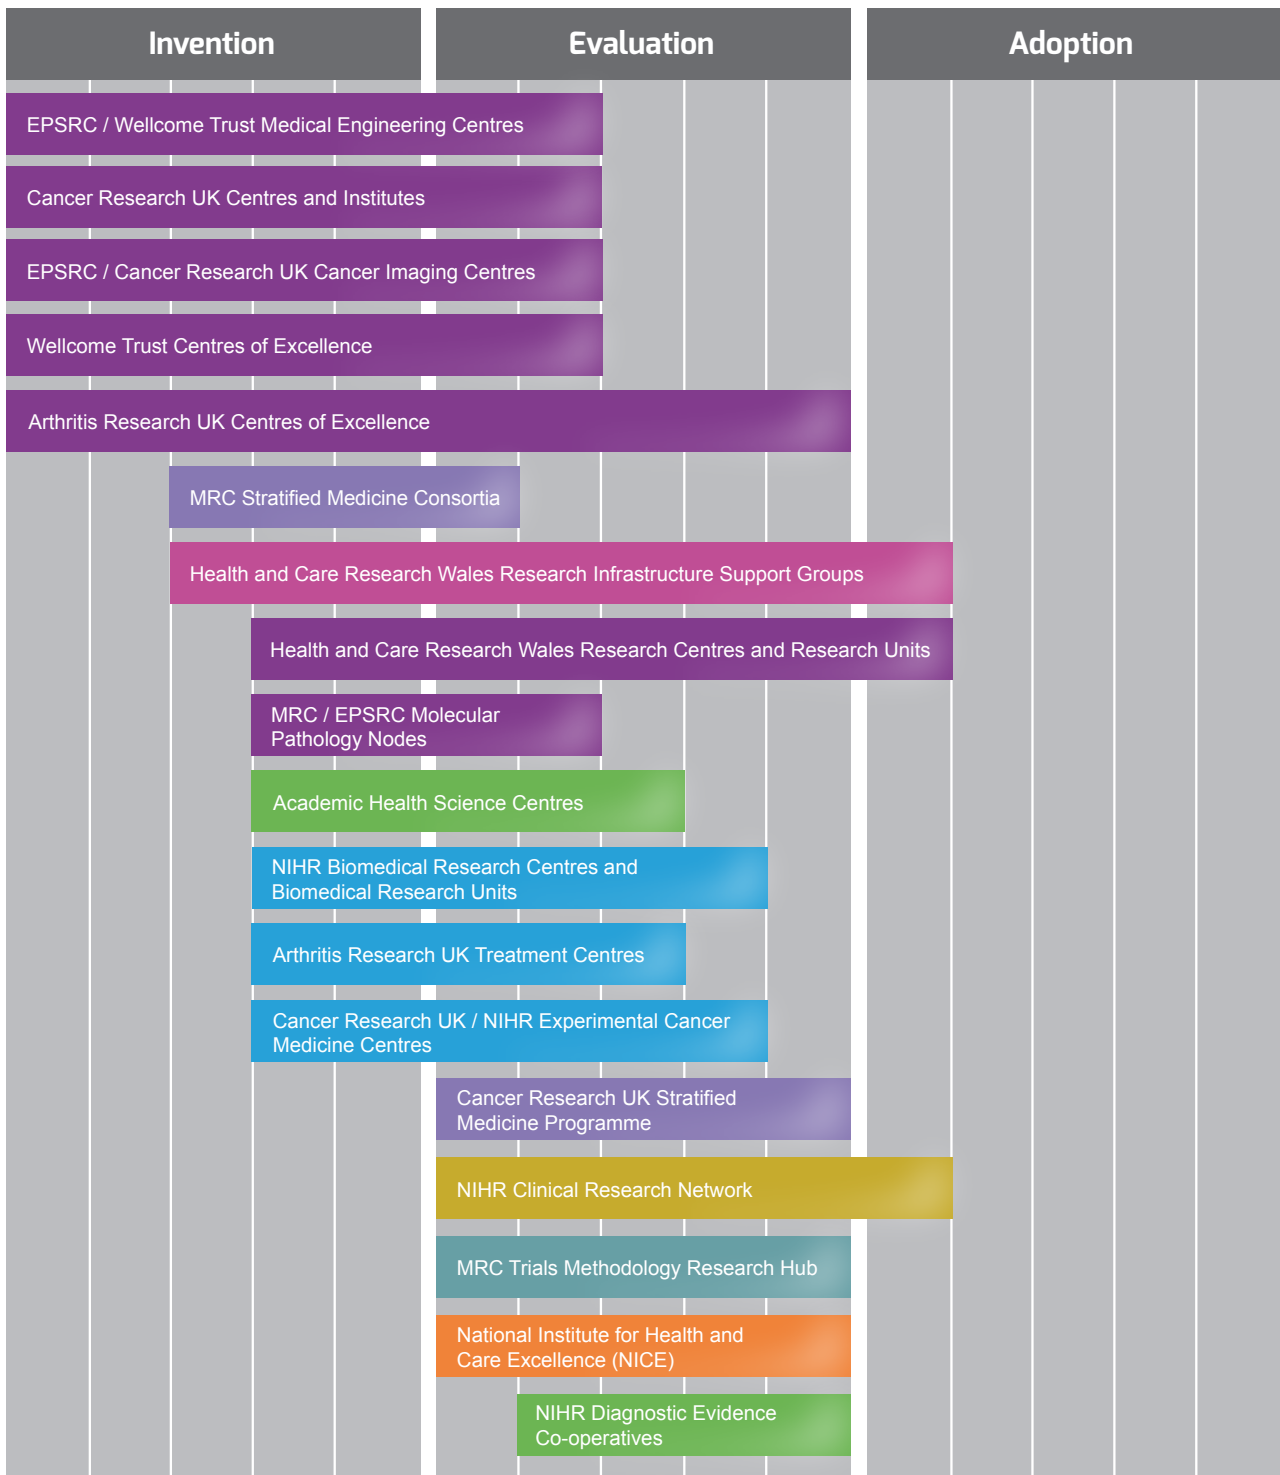 Invention
Evaluation
Adoption
EPSRC / Wellcome Trust Medical Engineering Centres
Cancer Research UK Centres and Institutes
EPSRC / Cancer Research UK Cancer Imaging Centres
Wellcome Trust Centres of Excellence
Arthritis Research UK Centres of Excellence
MRC Stratified Medicine Consortia
Health and Care Research Wales Research Infrastructure Support Groups
Health and Care Research Wales Research Centres and Research Units
MRC / EPSRC Molecular
Pathology Nodes
Academic Health Science Centres
NIHR Biomedical Research Centres and
Biomedical Research Units
Arthritis Research UK Treatment Centres
Cancer Research UK / NIHR Experimental Cancer
Medicine Centres
Cancer Research UK Stratified
Medicine Programme
NIHR Clinical Research Network
MRC Trials Methodology Research Hub
National Institute for Health and
Care Excellence (NICE)
NIHR Diagnostic Evidence
Co-operatives